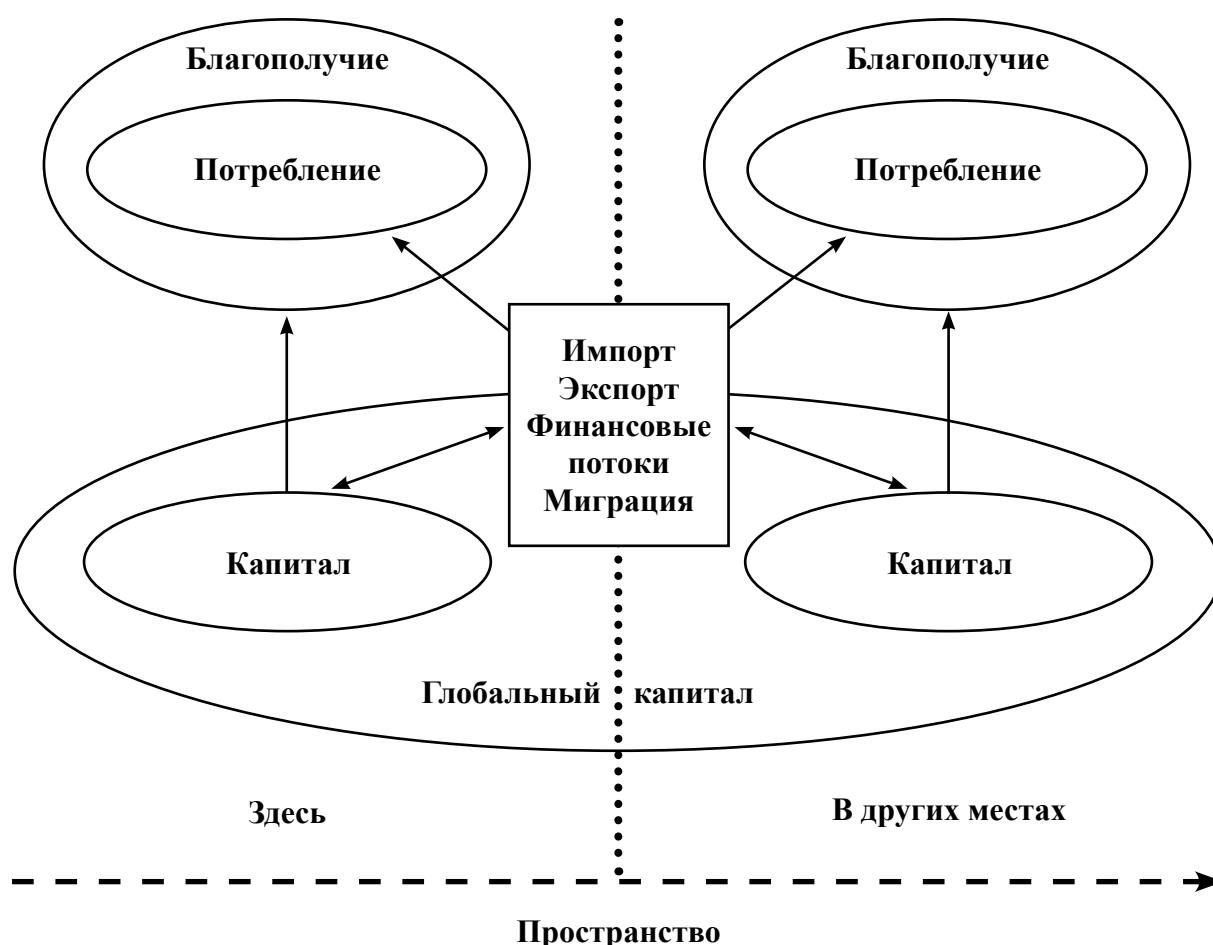 Благополучие
Благополучие
Потребление
Потребление
Импорт
Экспорт
Финансовые
потоки
Миграция
Капитал
Капитал
Глобальный капитал
Здесь
В других местах
Пространство